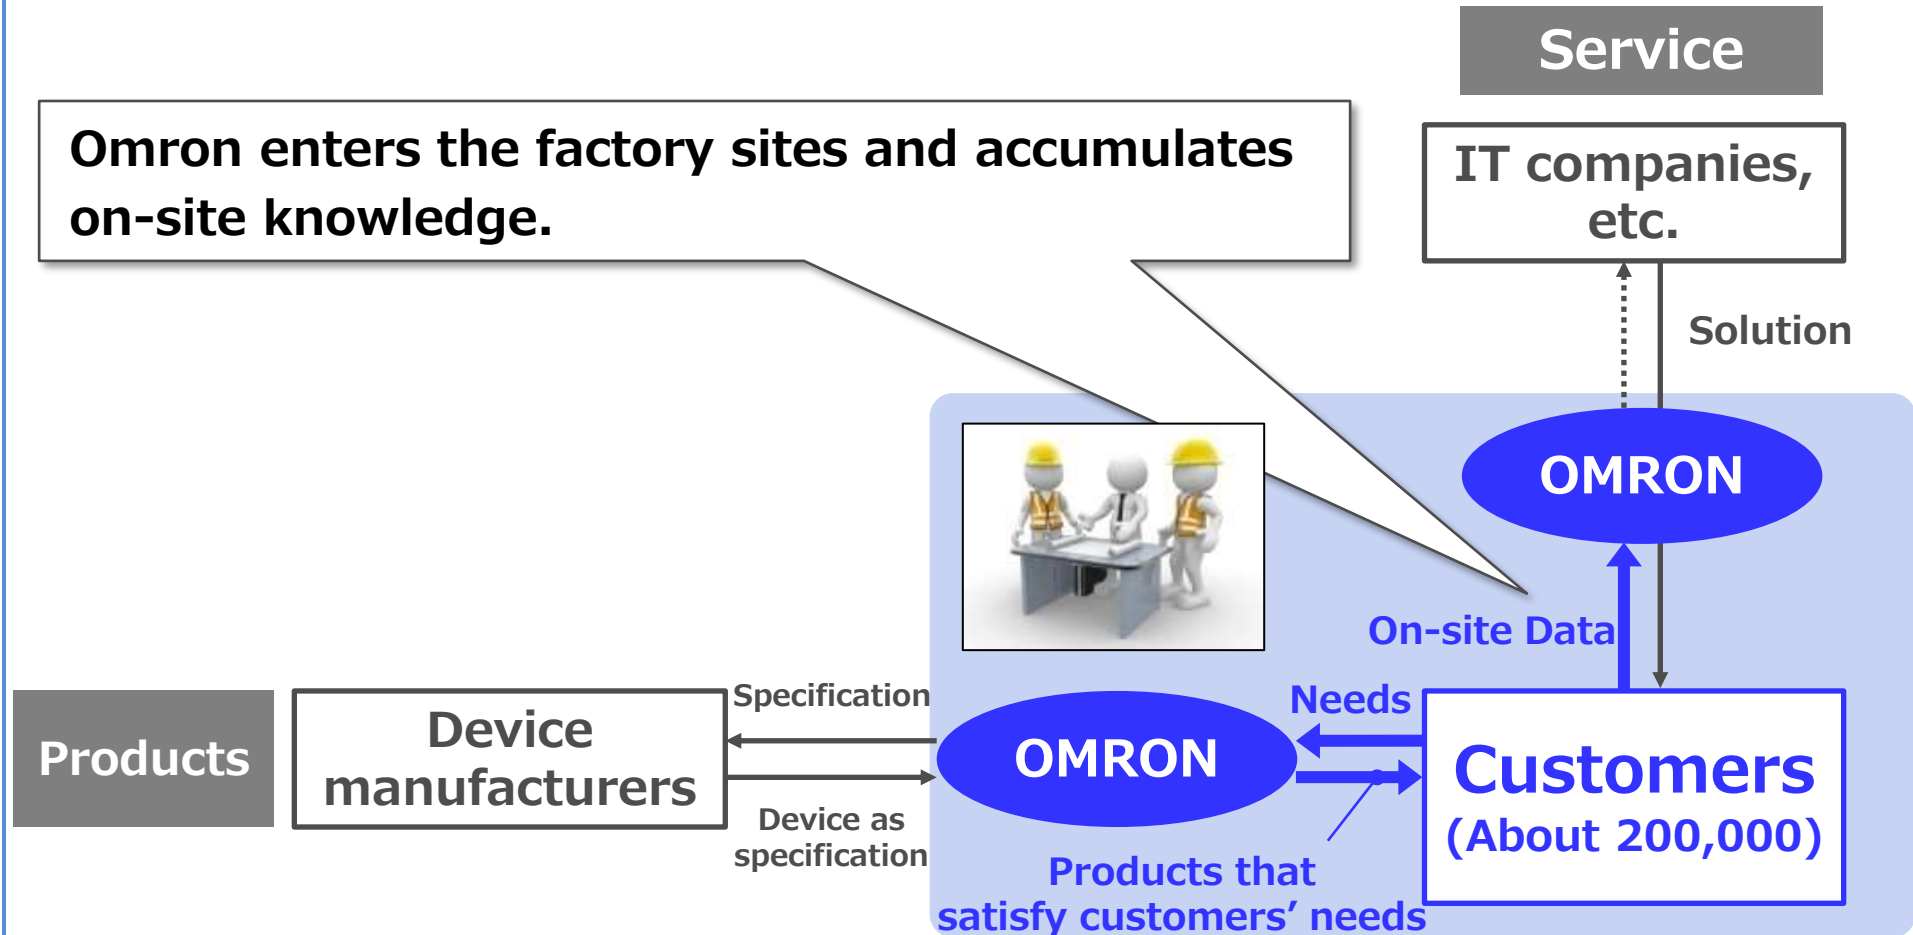 Service
Omron enters the factory sites and accumulates
on-site knowledge.
IT companies,
etc.
Solution
OMRON
On-site Data
Products
Device
manufacturers
Specification
Device as
specification
OMRON
Needs
Products that
satisfy customers’ needs
Customers
(About 200,000)